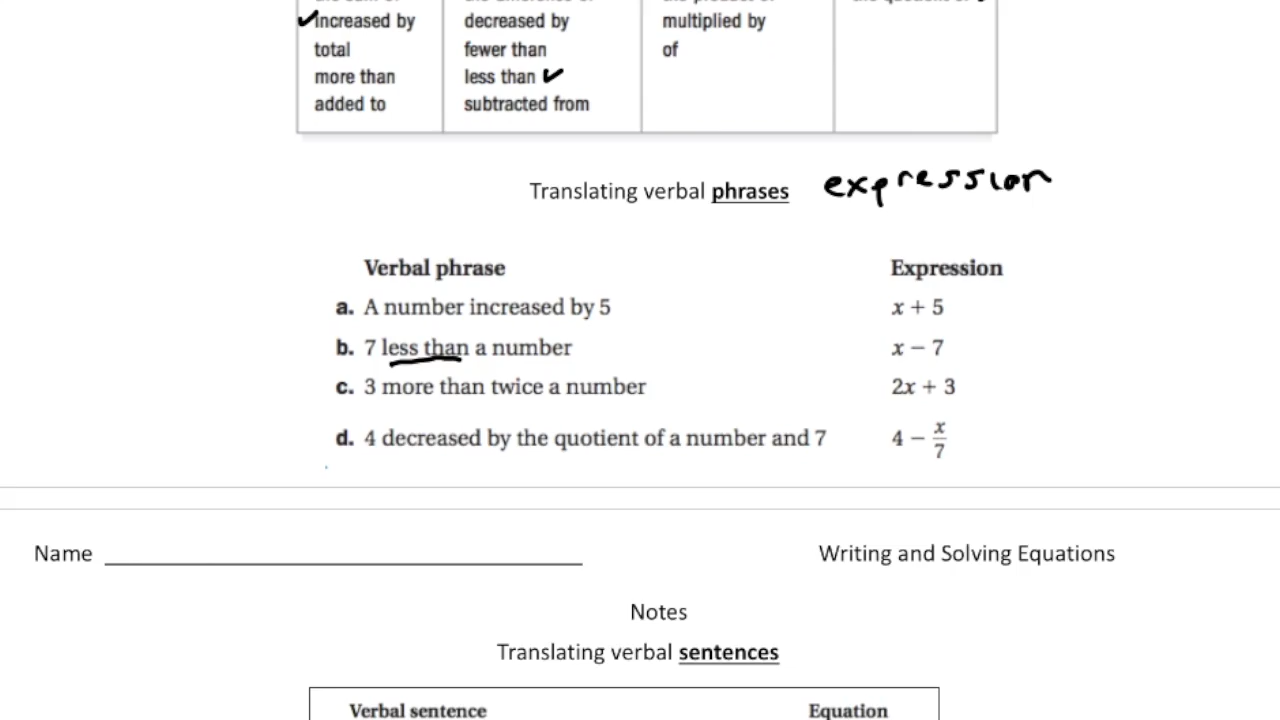 increased by decreased by multiplied by
total fewer than of
more than less than
added to subtracted from
Translating verbal phrases expression
Verbal phrase Expression
a. A number increased by 5 x + 5
b. 7 less than a number x − 7
c. 3 more than twice a number 2x + 3
d. 4 decreased by the quotient of a number and 7 4 − x/7
Name Writing and Solving Equations
Notes
Translating verbal sentences
Verbal sentence Equation